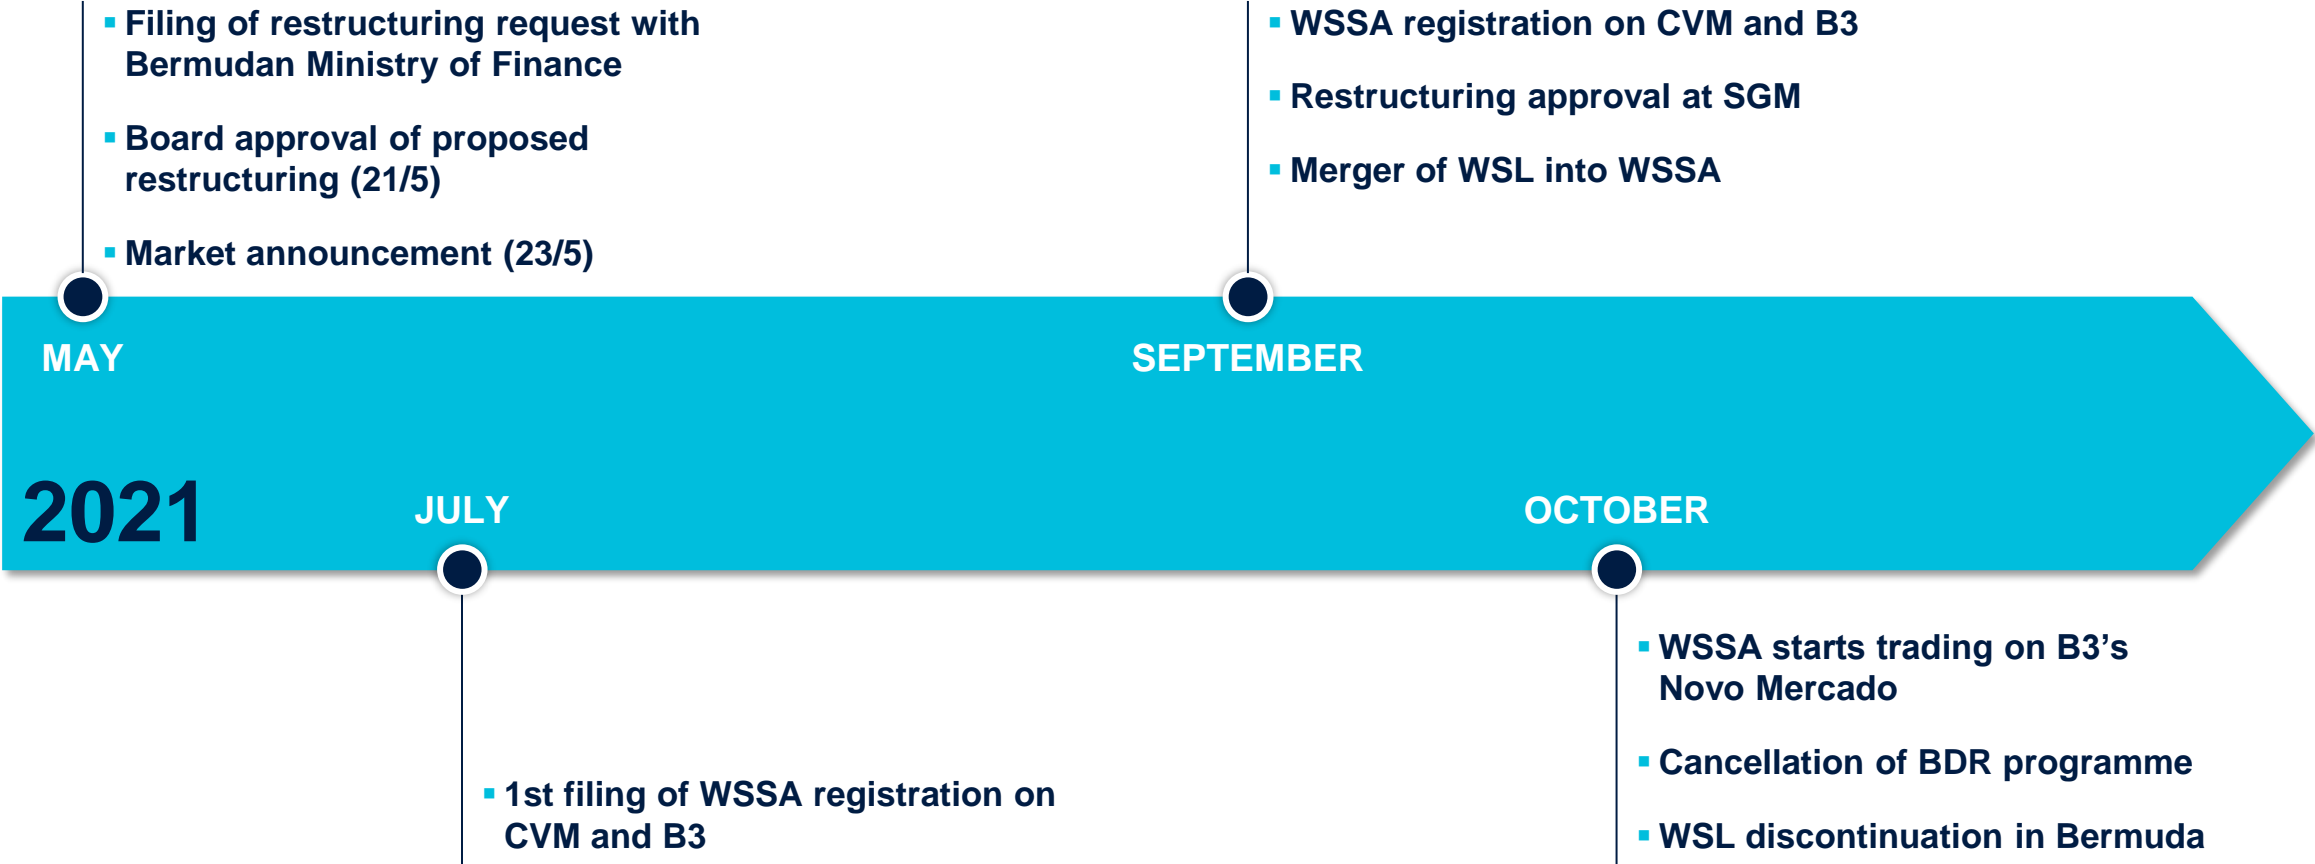 ▪ Filing of restructuring request with
Bermudan Ministry of Finance
▪ Board approval of proposed
restructuring (21/5)
▪ Market announcement (23/5)
▪ WSSA registration on CVM and B3
▪ Restructuring approval at SGM
▪ Merger of WSL into WSSA
MAY
SEPTEMBER
2021
JULY
OCTOBER
▪ 1st filing of WSSA registration on
CVM and B3
▪ WSSA starts trading on B3’s
Novo Mercado
▪ Cancellation of BDR programme
▪ WSL discontinuation in Bermuda